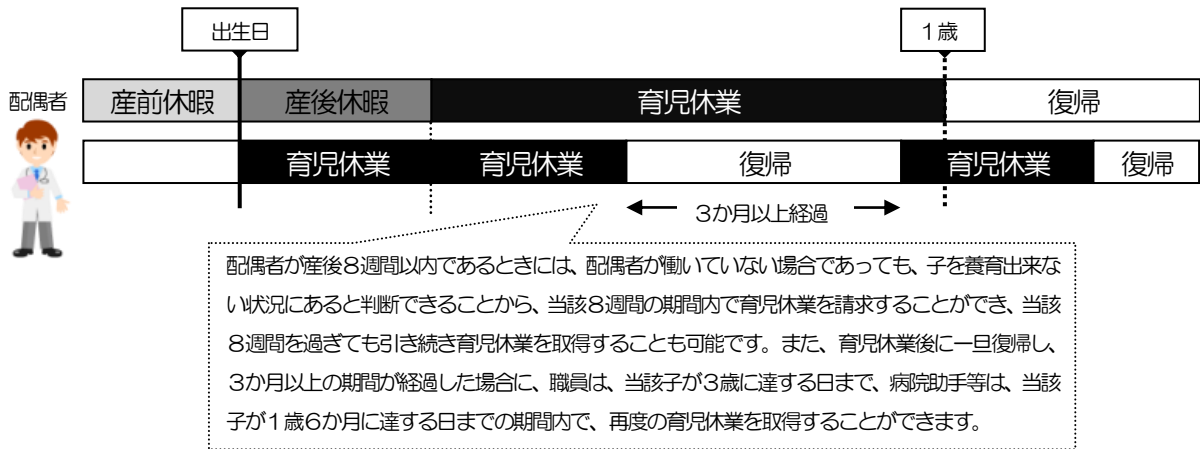 出生日
1歳
配偶者
産前休暇
産後休暇
育児休業
復帰
育児休業
育児休業
復帰
育児休業
復帰
3か月以上経過
配偶者が産後8週間以内であるときには、配偶者が働いていない場合であっても、子を養育出来な
い状況にあると判断できることから、当該8週間の期間内で育児休業を請求することができ、当該
8週間を過ぎても引き続き育児休業を取得することも可能です。また、育児休業後に一旦復帰し、
3か月以上の期間が経過した場合に、職員は、当該子が3歳に達する日まで、病院助手等は、当該
子が1歳6か月に達する日までの期間内で、再度の育児休業を取得することができます。